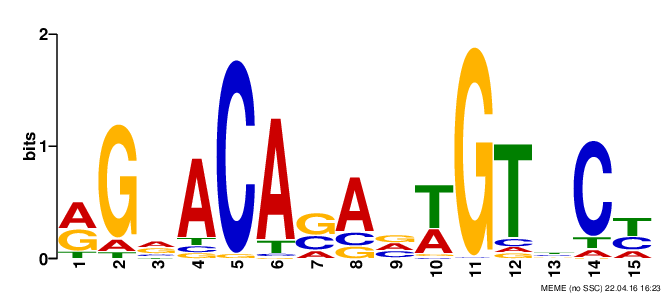 2
bits
1
0
A G T
G A T
A G
A T C G
C G
A T C
G C A
A C G
G A C
T A
G
T C A G
C T A
T C A
1 2 3 4 5 6 7 8 9 10 11 12 13 14 15
MEME (no SSC) 22.04.16 16:23